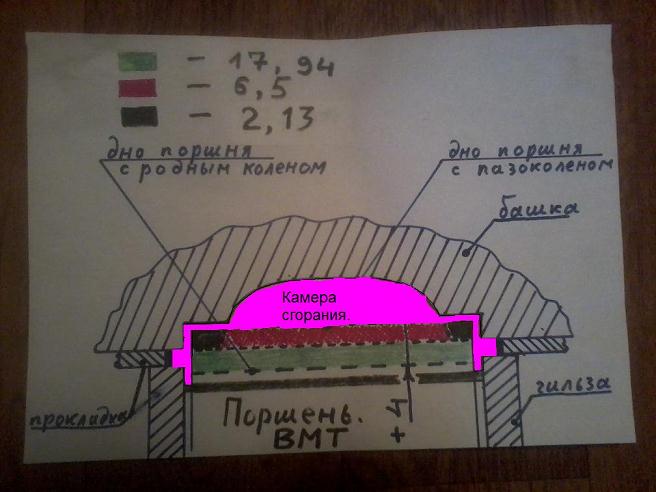 - 17,94
- 6,5
- 2,13
дно поршня
с родным коленом
дно поршня
с пазоколеном
башка
Камера
сгорания.
прокладка
гильза
Поршень.
ВМТ
+4